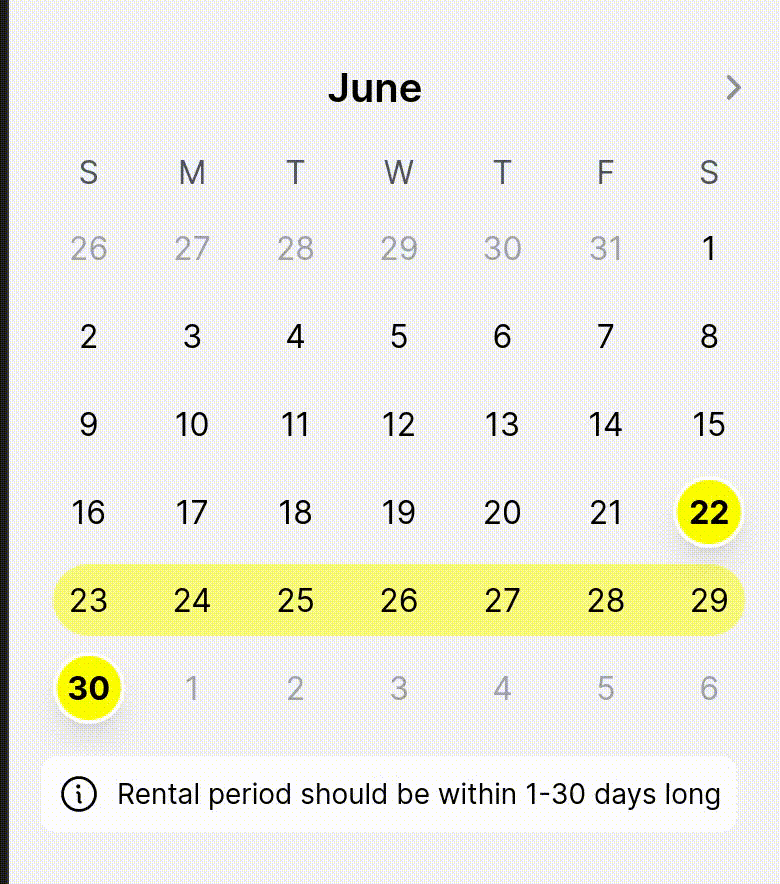 June
S M T W T F S
26 27 28 29 30 31 1
2 3 4 5 6 7 8
9 10 11 12 13 14 15
16 17 18 19 20 21 22
23 24 25 26 27 28 29
30 1 2 3 4 5 6
Rental period should be within 1-30 days long